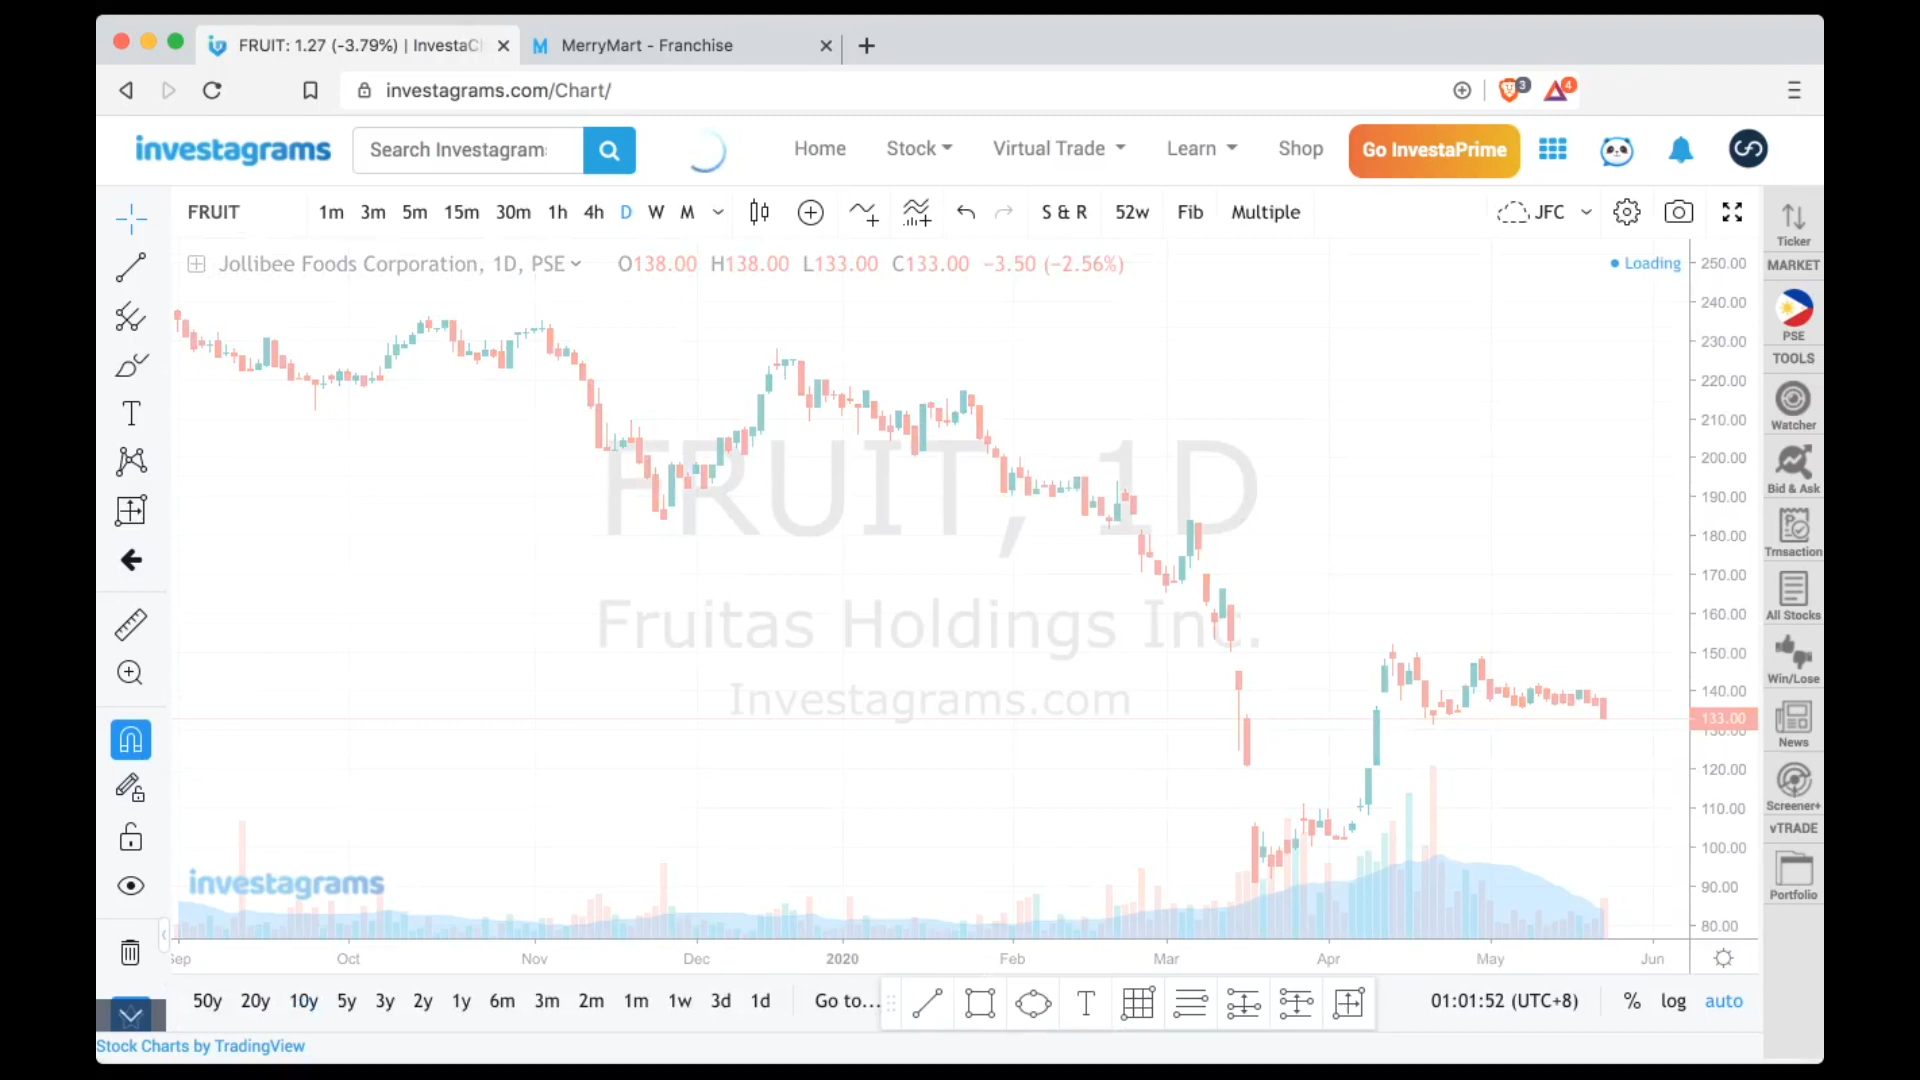 FRUIT: 1.27 (-3.79%) | InvestaC
MerryMart - Franchise
investagrams.com/Chart/
3
4
investagrams
Search Investagram
Home
Stock
Virtual Trade
Learn
Shop
Go InvestaPrime
FRUIT
1m 3m 5m 15m 30m 1h 4h D W M
S & R
52w
Fib
Multiple
JFC
Ticker
MARKET
PSE
TOOLS
Watcher
Bid & Ask
Trnsaction
All Stocks
Win/Lose
News
Screener+
vTRADE
Portfolio
Jollibee Foods Corporation, 1D, PSE
O138.00 H138.00 L133.00 C133.00 −3.50 (−2.56%)
Loading
250.00
240.00
230.00
220.00
210.00
200.00
190.00
180.00
170.00
160.00
150.00
140.00
133.00
130.00
120.00
110.00
100.00
90.00
80.00
FRUIT, 1D
Fruitas Holdings Inc.
Investagrams.com
investagrams
Sep Oct Nov Dec 2020 Feb Mar Apr May Jun
50y 20y 10y 5y 3y 2y 1y 6m 3m 2m 1m 1w 3d 1d
Go to...
T
01:01:52 (UTC+8)
% log auto
Stock Charts by TradingView